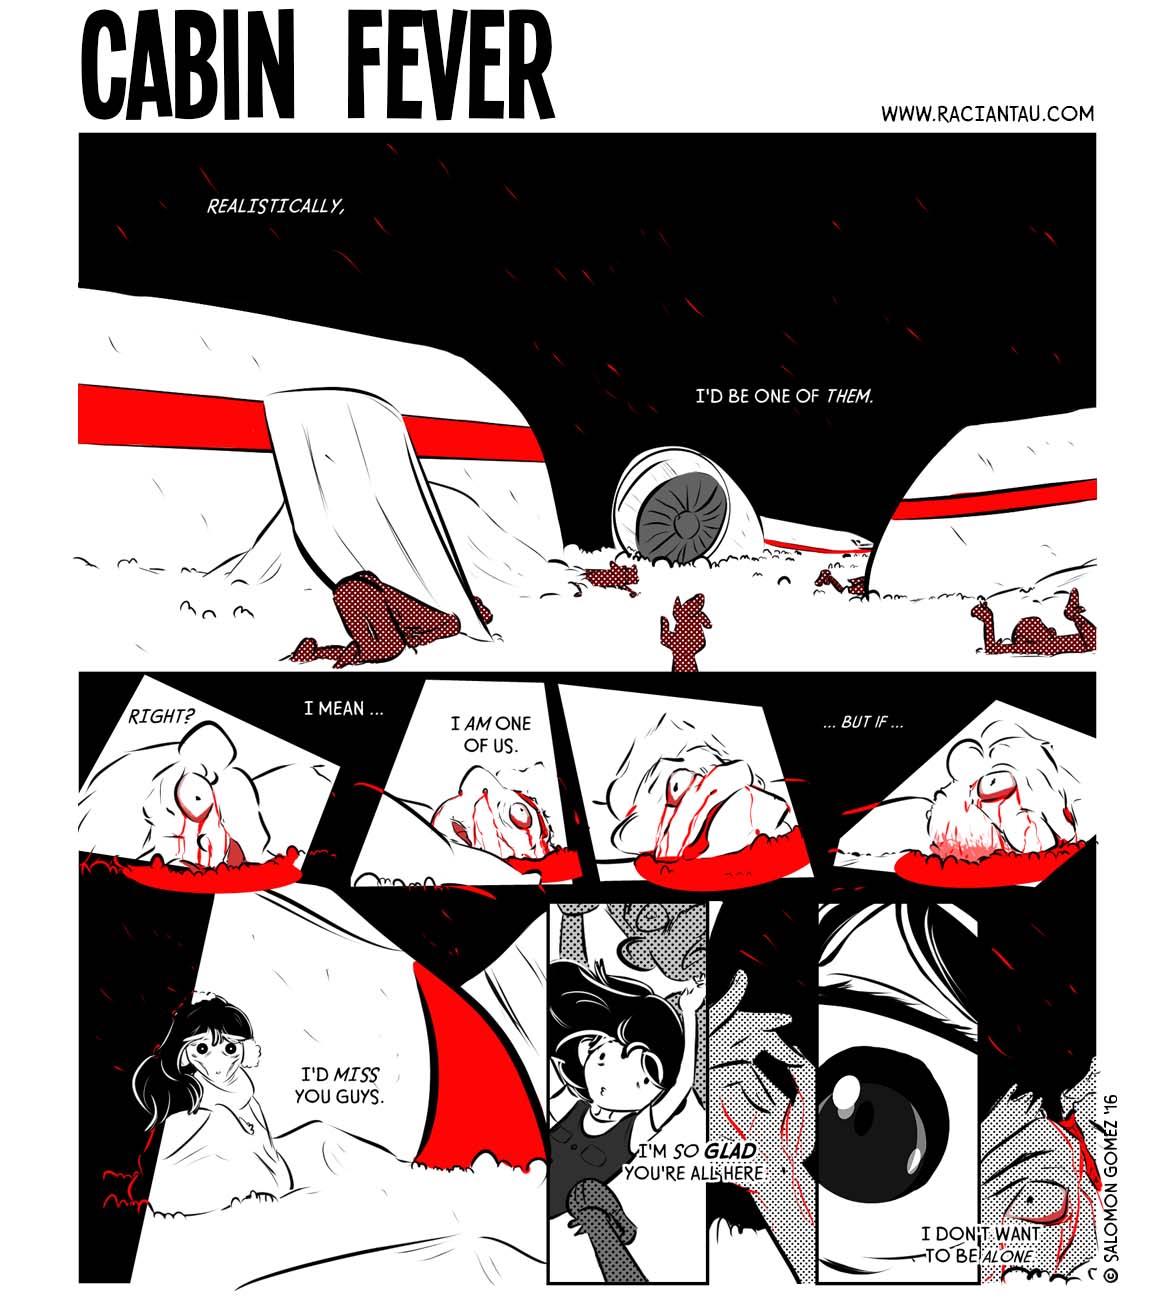 CABIN FEVER
WWW.RACIANTAU.COM
REALISTICALLY,
I'D BE ONE OF THEM.
RIGHT?
I MEAN ...
I AM ONE
OF US.
... BUT IF ...
I'D MISS
YOU GUYS.
I'M SO GLAD
YOU'RE ALL HERE
I DON'T WANT
TO BE ALONE.
© SALOMON GOMEZ '16